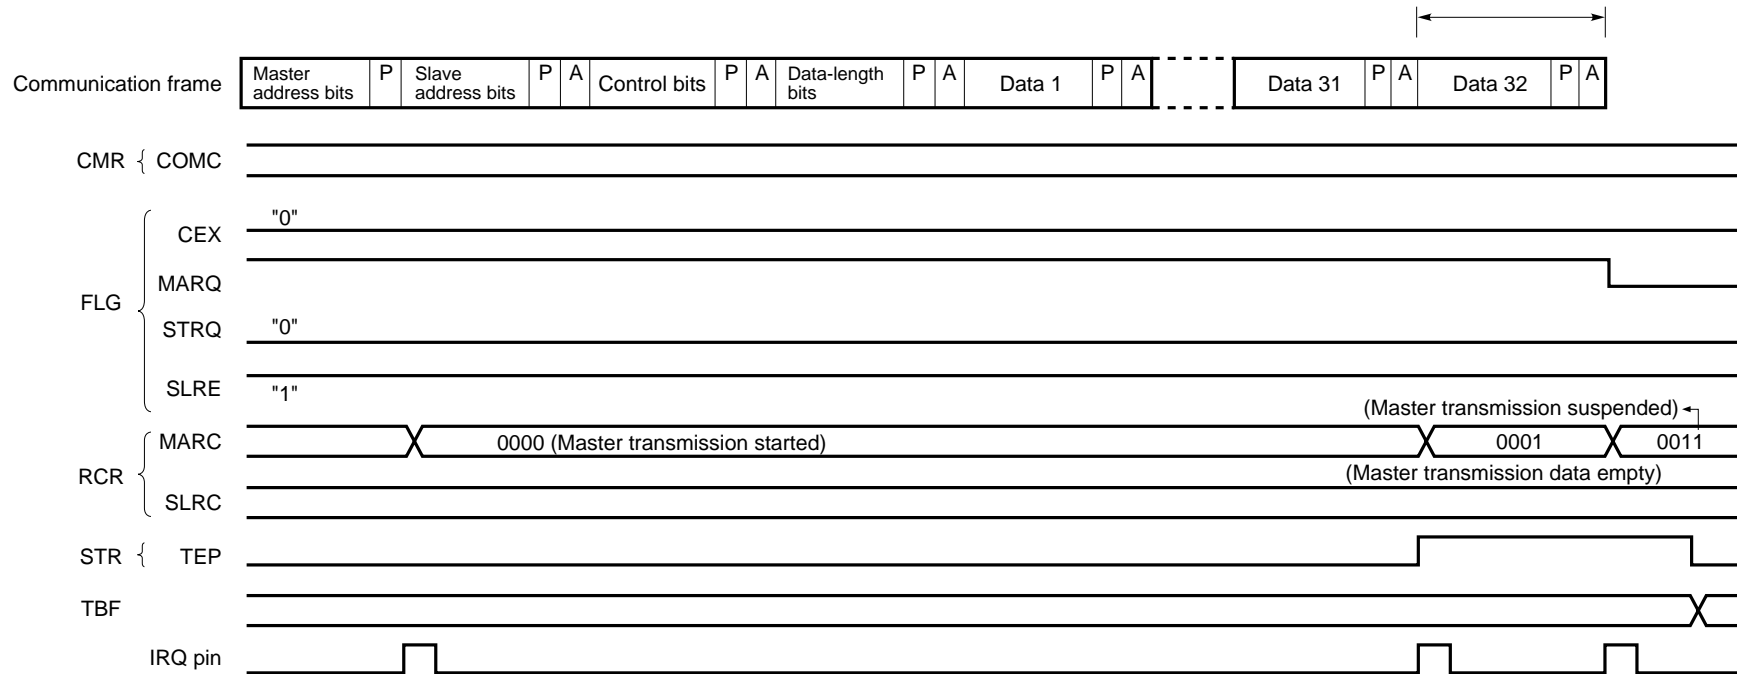 Communication frame
Master address bits P Slave address bits P A Control bits P A Data-length bits P A Data 1 P A Data 31 P A Data 32 P A
CMR { COMC
FLG
CEX "0"
MARQ
STRQ "0"
SLRE "1"
(Master transmission suspended)
RCR
MARC 0000 (Master transmission started) 0001 0011
(Master transmission data empty)
SLRC
STR { TEP
TBF
IRQ pin